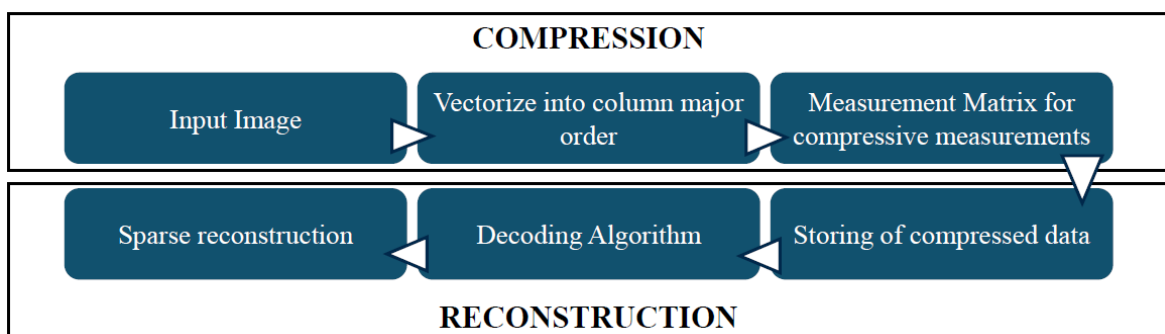 COMPRESSION
Input Image
Vectorize into column major
order
Measurement Matrix for
compressive measurements
Storing of compressed data
Decoding Algorithm
Sparse reconstruction
RECONSTRUCTION